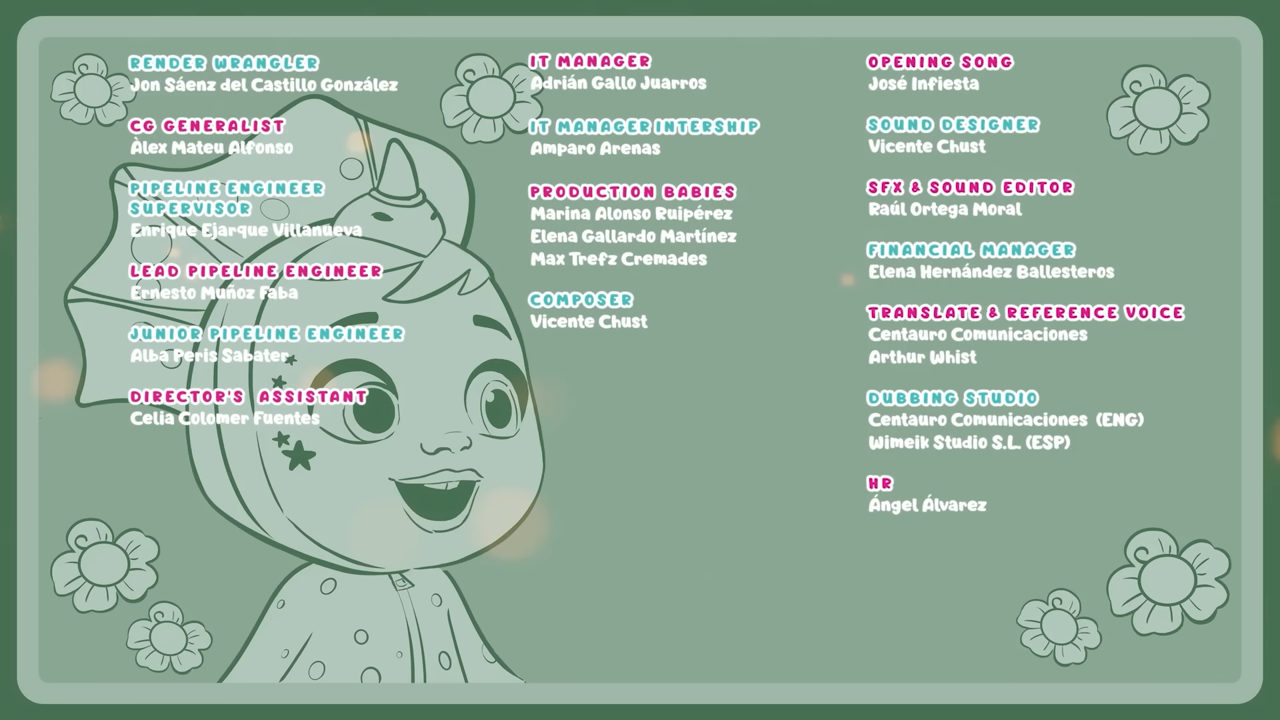 RENDER WRANGLER
Jon Sáenz del Castillo González
CG GENERALIST
Àlex Mateu Alfonso
PIPELINE ENGINEER
SUPERVISOR
Enrique Ejarque Villanueva
LEAD PIPELINE ENGINEER
Ernesto Muñoz Faba
JUNIOR PIPELINE ENGINEER
Alba Peris Sabater
DIRECTOR'S ASSISTANT
Celia Colomer Fuentes
IT MANAGER
Adrián Gallo Juarros
IT MANAGER INTERSHIP
Amparo Arenas
PRODUCTION BABIES
Marina Alonso Ruipérez
Elena Gallardo Martínez
Max Trefz Cremades
COMPOSER
Vicente Chust
OPENING SONG
José Infiesta
SOUND DESIGNER
Vicente Chust
SFX & SOUND EDITOR
Raúl Ortega Moral
FINANCIAL MANAGER
Elena Hernández Ballesteros
TRANSLATE & REFERENCE VOICE
Centauro Comunicaciones
Arthur Whist
DUBBING STUDIO
Centauro Comunicaciones (ENG)
Wimeik Studio S.L. (ESP)
HR
Ángel Álvarez